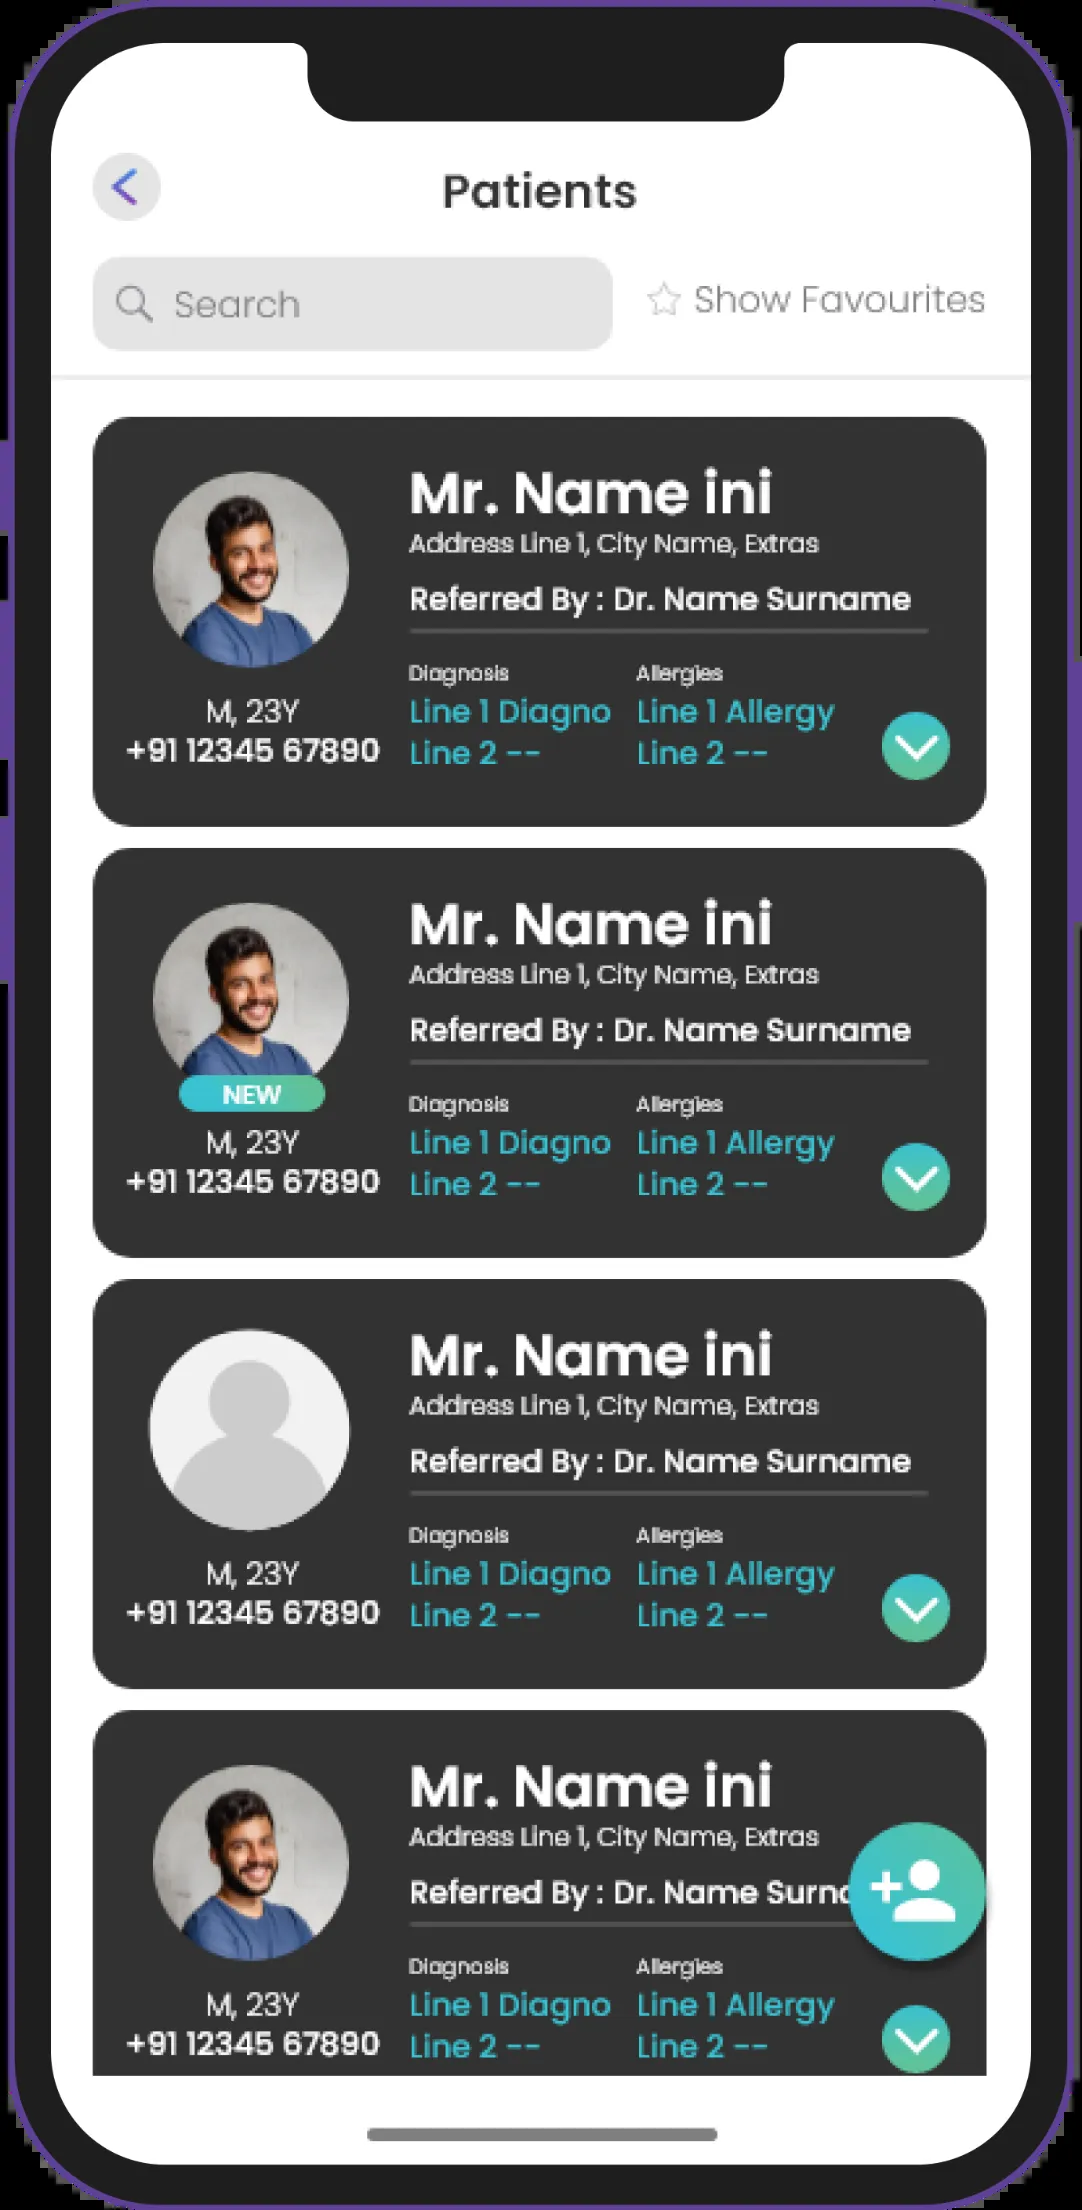 Patients
Search
Show Favourites
Mr. Name ini
Address Line 1, City Name, Extras
Referred By : Dr. Name Surname
Diagnosis Allergies
Line 1 Diagno Line 1 Allergy
Line 2 -- Line 2 --
M, 23Y
+91 12345 67890
Mr. Name ini
Address Line 1, City Name, Extras
Referred By : Dr. Name Surname
Diagnosis Allergies
Line 1 Diagno Line 1 Allergy
Line 2 -- Line 2 --
NEW
M, 23Y
+91 12345 67890
Mr. Name ini
Address Line 1, City Name, Extras
Referred By : Dr. Name Surname
Diagnosis Allergies
Line 1 Diagno Line 1 Allergy
Line 2 -- Line 2 --
M, 23Y
+91 12345 67890
Mr. Name ini
Address Line 1, City Name, Extras
Referred By : Dr. Name
Diagnosis Allergies
Line 1 Diagno Line 1 Allergy
Line 2 -- Line 2 --
M, 23Y
+91 12345 67890